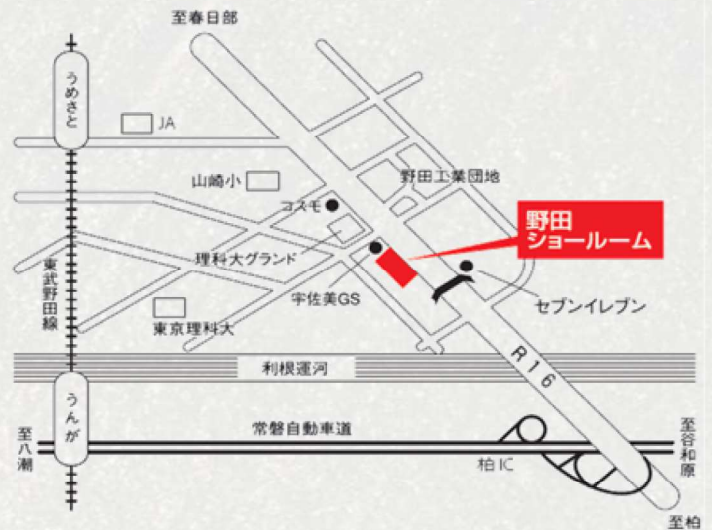 至春日部
うめさと
JA
山崎小
野田工業団地
コスモ
野田
ショールーム
理科大グランド
東武野田線
宇佐美GS
セブンイレブン
東京理科大
R16
利根運河
うんが
常磐自動車道
至八潮
至谷和原
柏IC
至柏